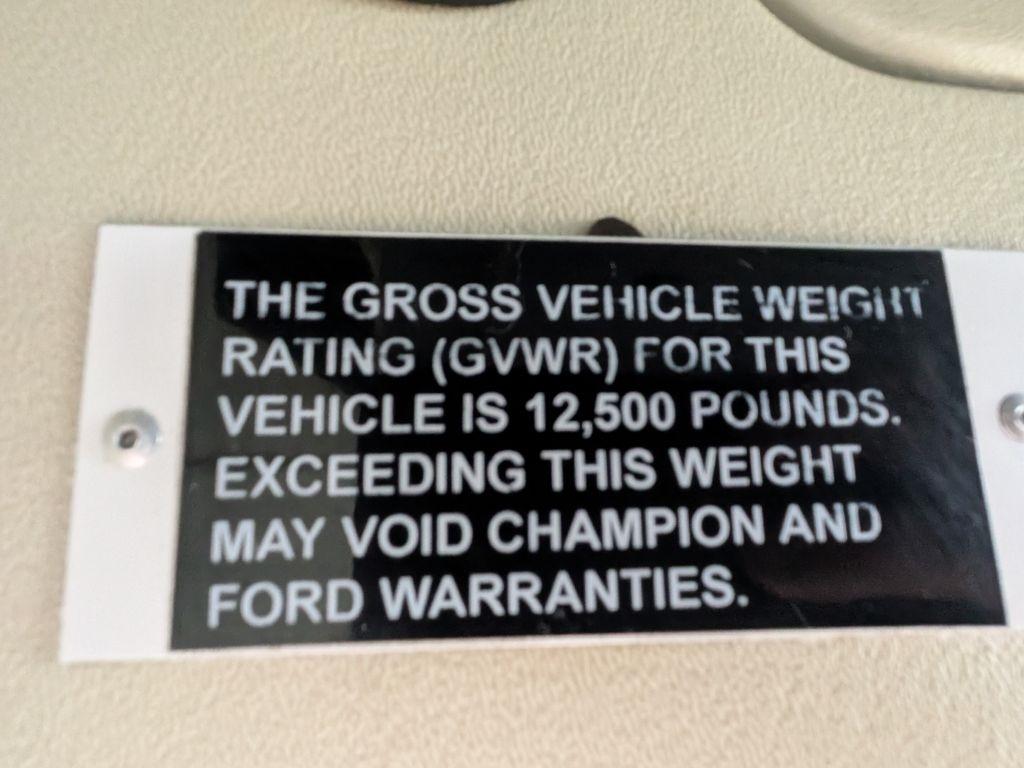 THE GROSS VEHICLE WEIGHT
RATING (GVWR) FOR THIS
VEHICLE IS 12,500 POUNDS.
EXCEEDING THIS WEIGHT
MAY VOID CHAMPION AND
FORD WARRANTIES.